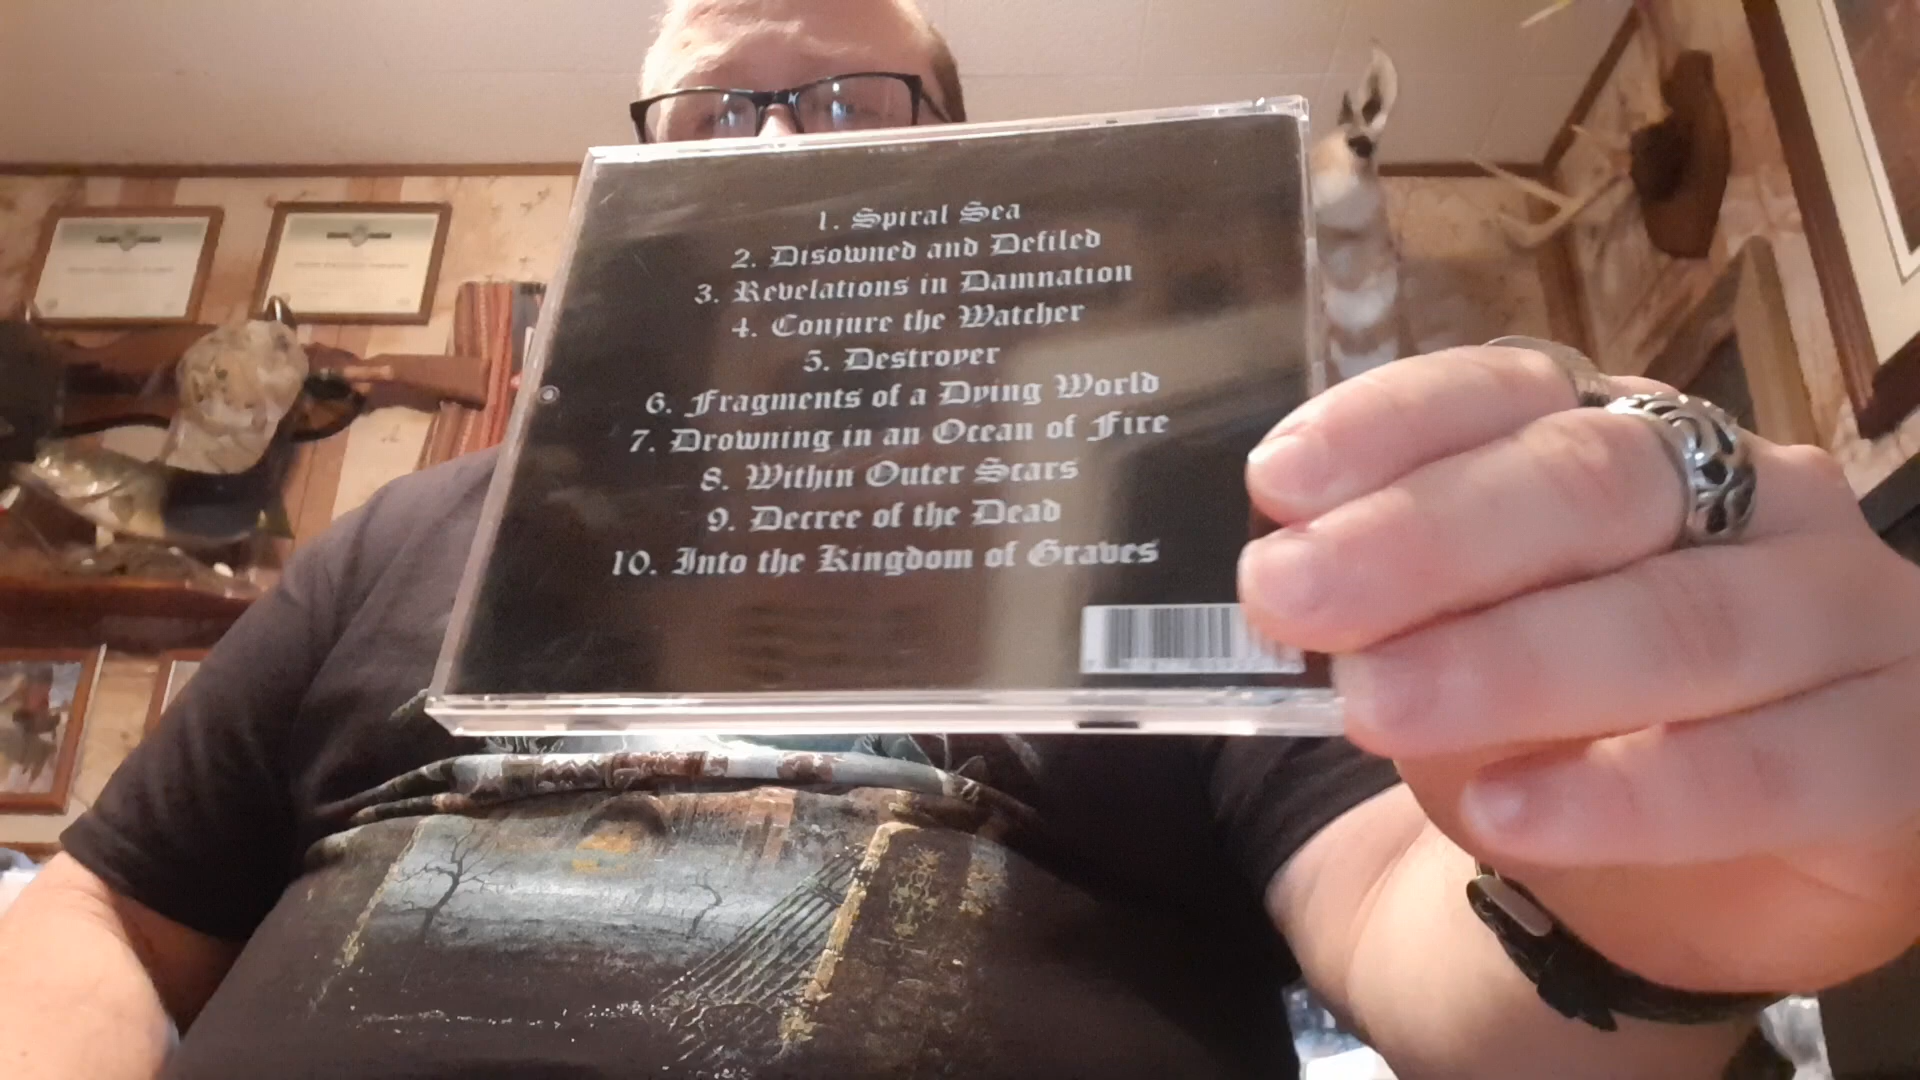 1. Spiral Sea
2. Disowned and Defiled
3. Revelations in Damnation
4. Conjure the Watcher
5. Destroyer
6. Fragments of a Dying World
7. Drowning in an Ocean of Fire
8. Within Outer Scars
9. Decree of the Dead
10. Into the Kingdom of Graves